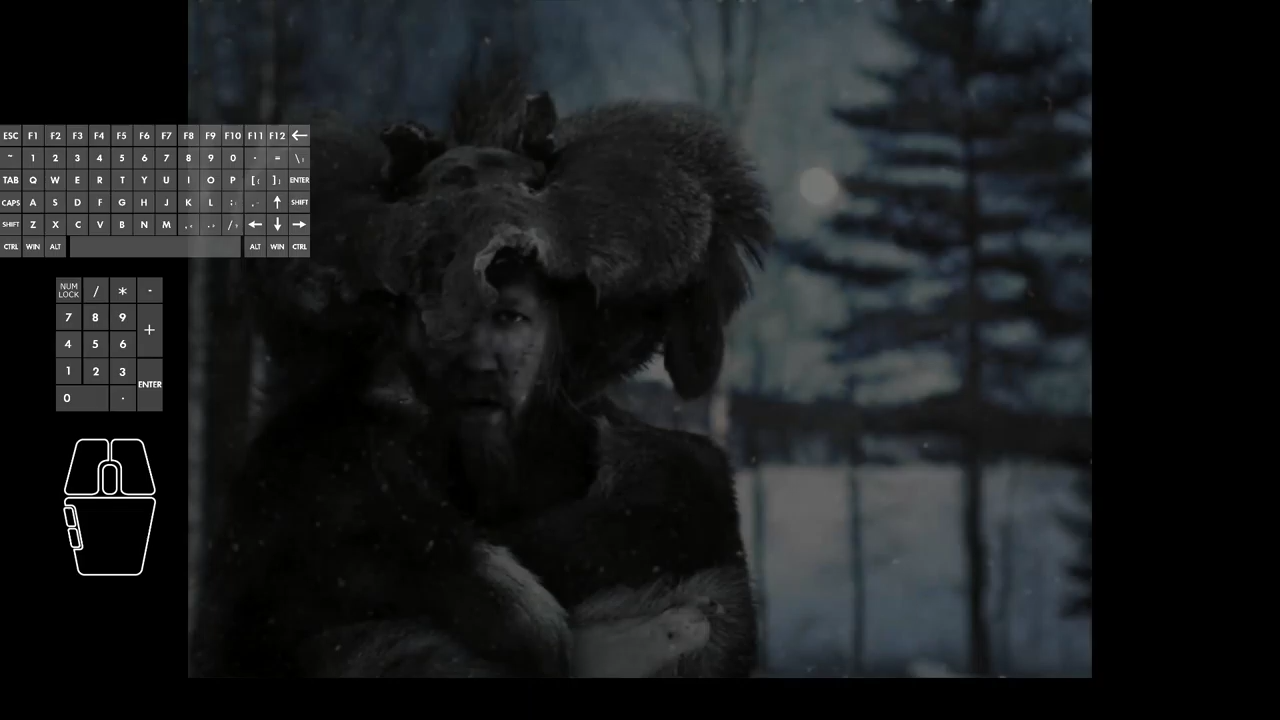 ESC F1 F2 F3 F4 F5 F6 F7 F8 F9 F10 F11 F12 ←
~ 1 2 3 4 5 6 7 8 9 0 - = \|
TAB Q W E R T Y U I O P [{ ]} ENTER
CAPS A S D F G H J K L ↑ SHIFT
SHIFT Z X C V B N M ← ↓ →
CTRL WIN ALT ALT WIN CTRL
NUM LOCK / * -
7 8 9 +
4 5 6
1 2 3 ENTER
0 .